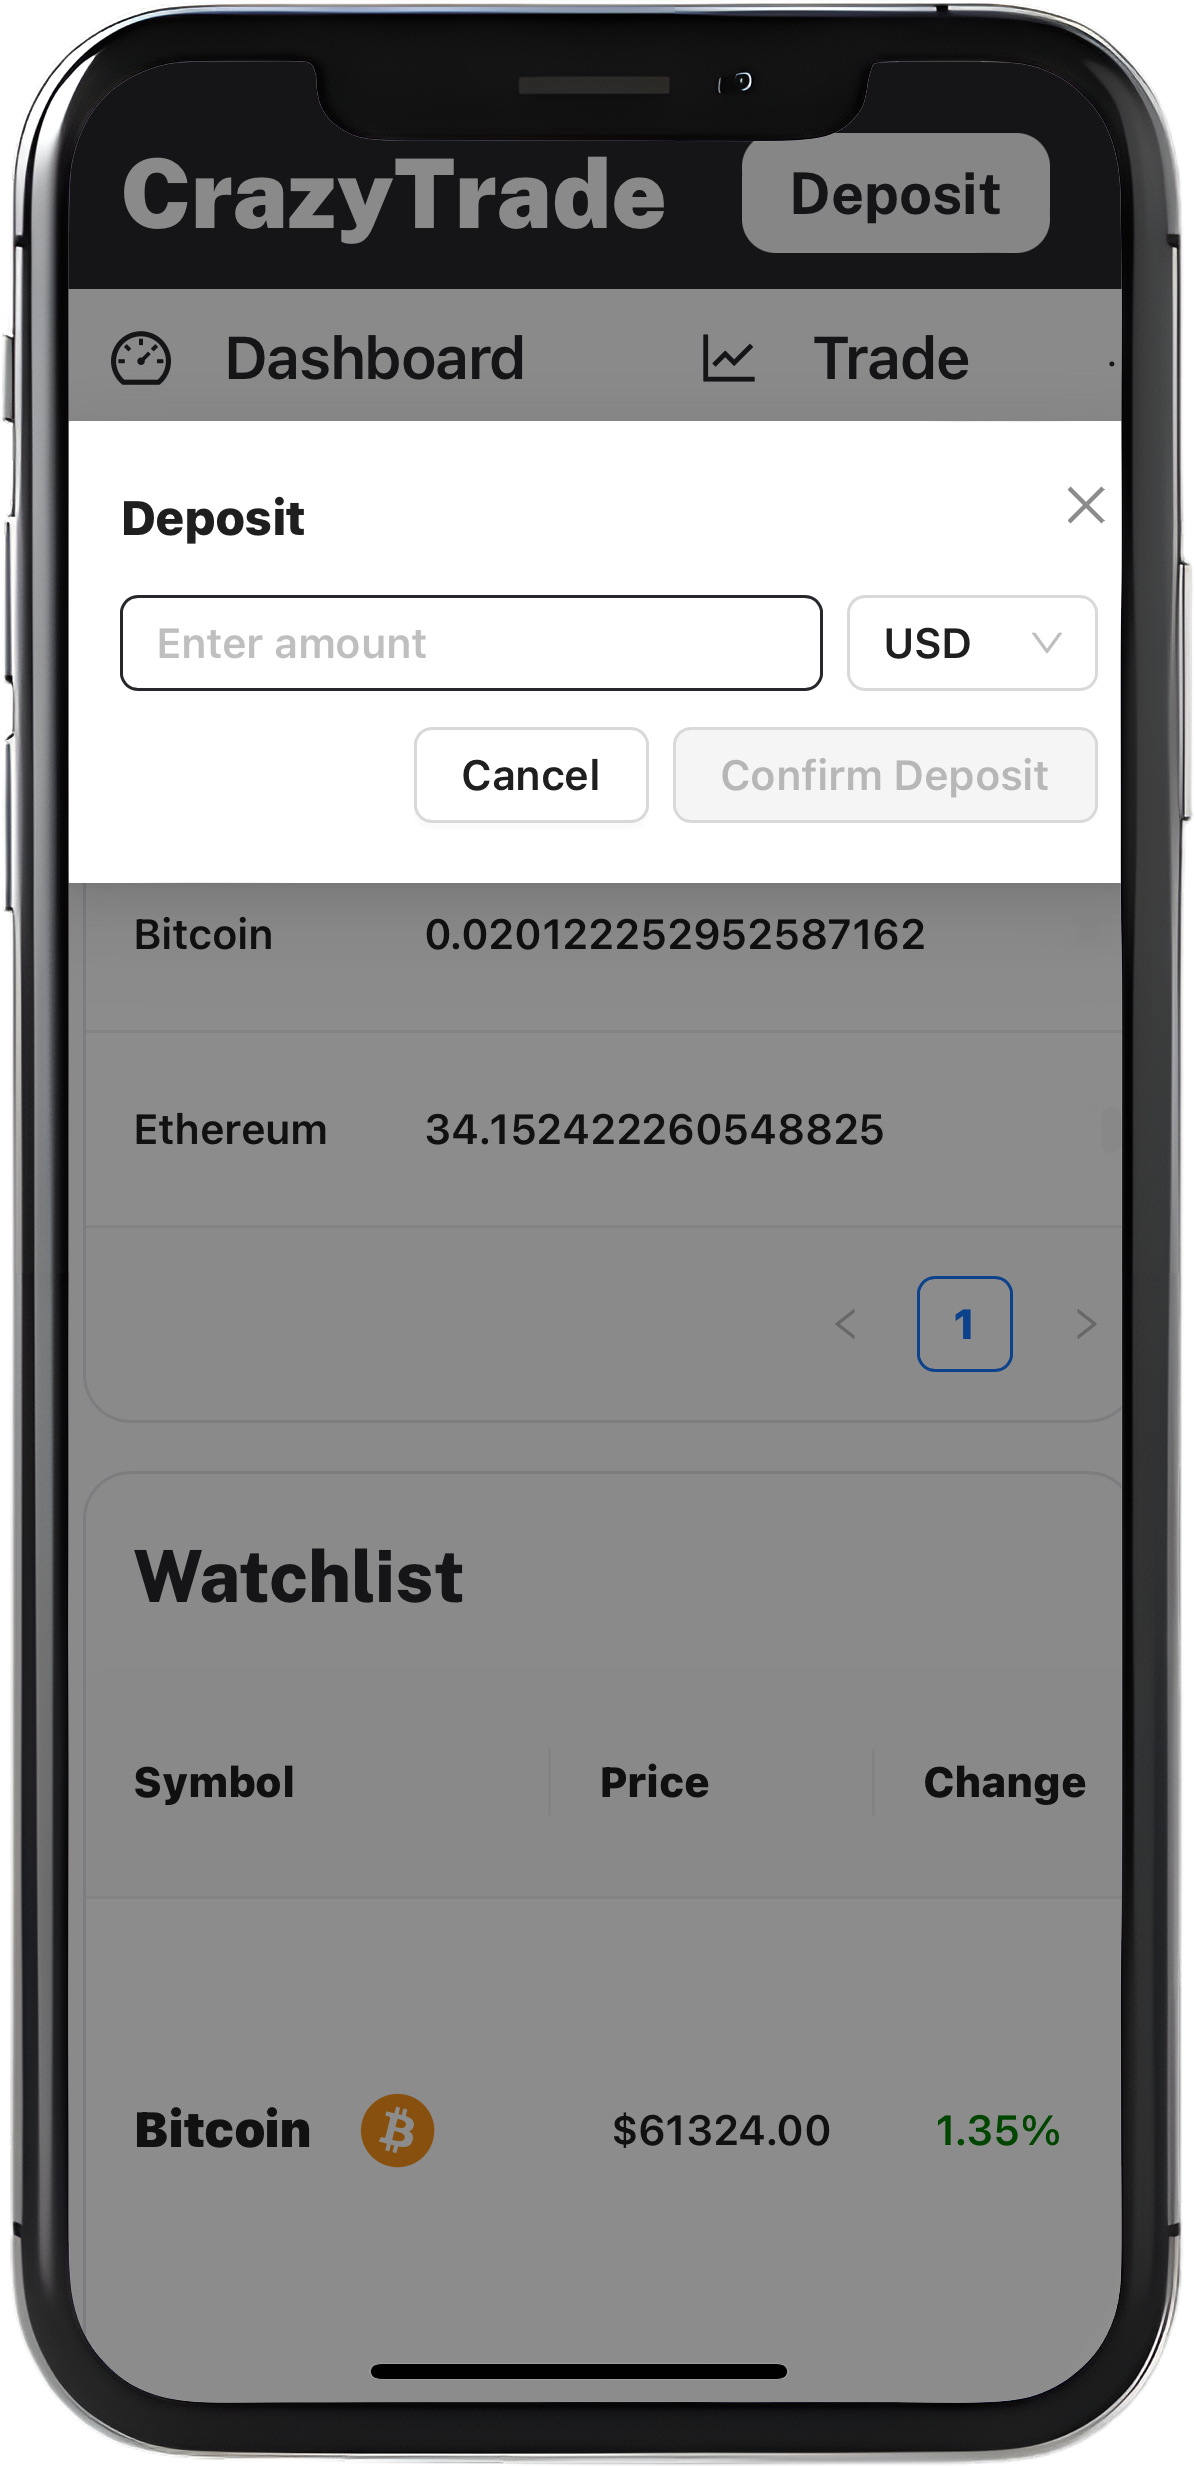 CrazyTrade Deposit
Dashboard Trade
Deposit
Enter amount USD
Cancel Confirm Deposit
Bitcoin 0.020122252952587162
Ethereum 34.152422260548825
1
Watchlist
Symbol Price Change
Bitcoin $61324.00 1.35%